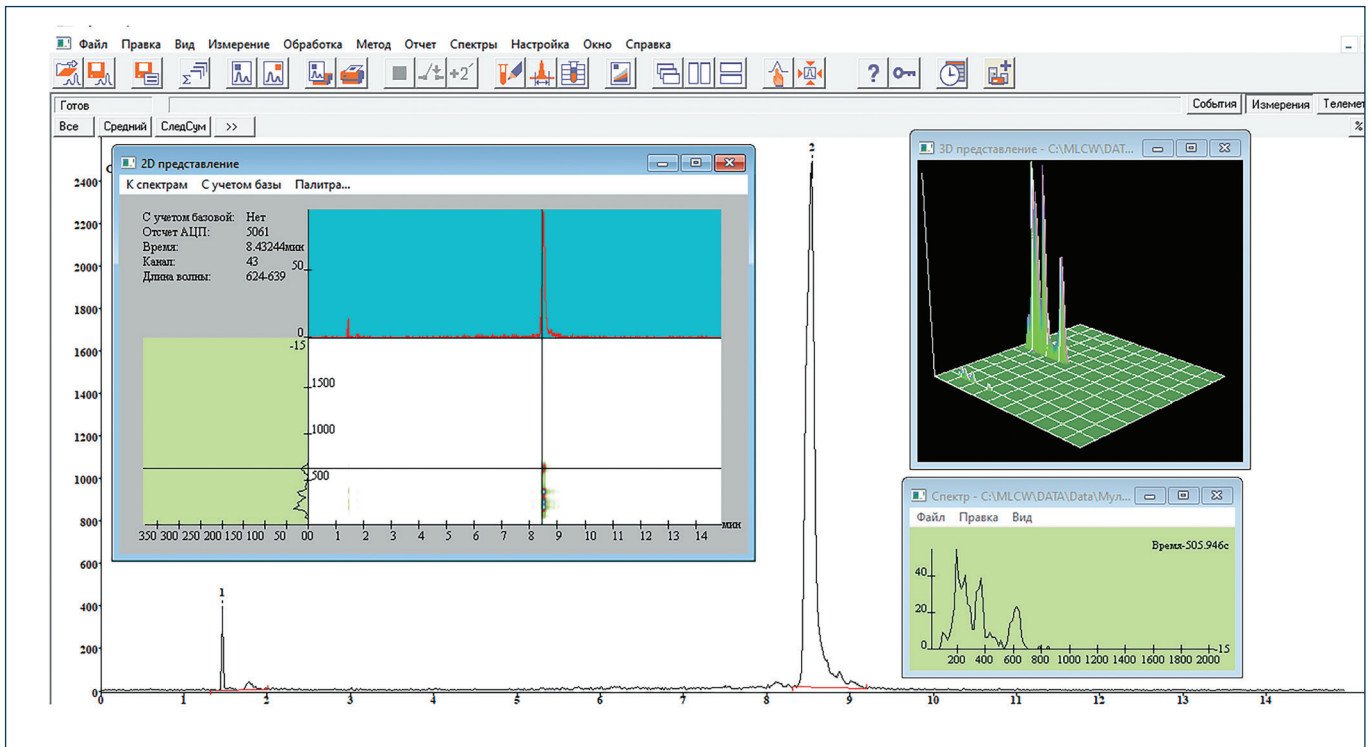 Файл Правка Вид Измерение Обработка Метод Отчет Спектры Настройка Окно Справка
Σ +2´ ?
Готов События Измерения Телемет
Все Средний СледСум >> %
2D представление
К спектрам С учетом базы Палитра...
С учетом базовой: Нет
Отсчет АЦП: 5061
Время: 8.43244мин
Канал: 43
Длина волны: 624-639
50
0
-15
1500
1000
500
350 300 250 200 150 100 50 00 1 2 3 4 5 6 7 8 9 10 11 12 13 14 мин
3D представление - C:\MLCW\DAT...
Спектр - C:\MLCW\DATA\Data\Мул...
Файл Правка Вид
Время-505.946с
40
20
0
200 400 600 800 1000 1200 1400 1600 1800 2000 -15
2400
2200
2000
1800
1600
1400
1200
1000
800
600
400
200
0
1
2
0 1 2 3 4 5 6 7 8 9 10 11 12 13 14